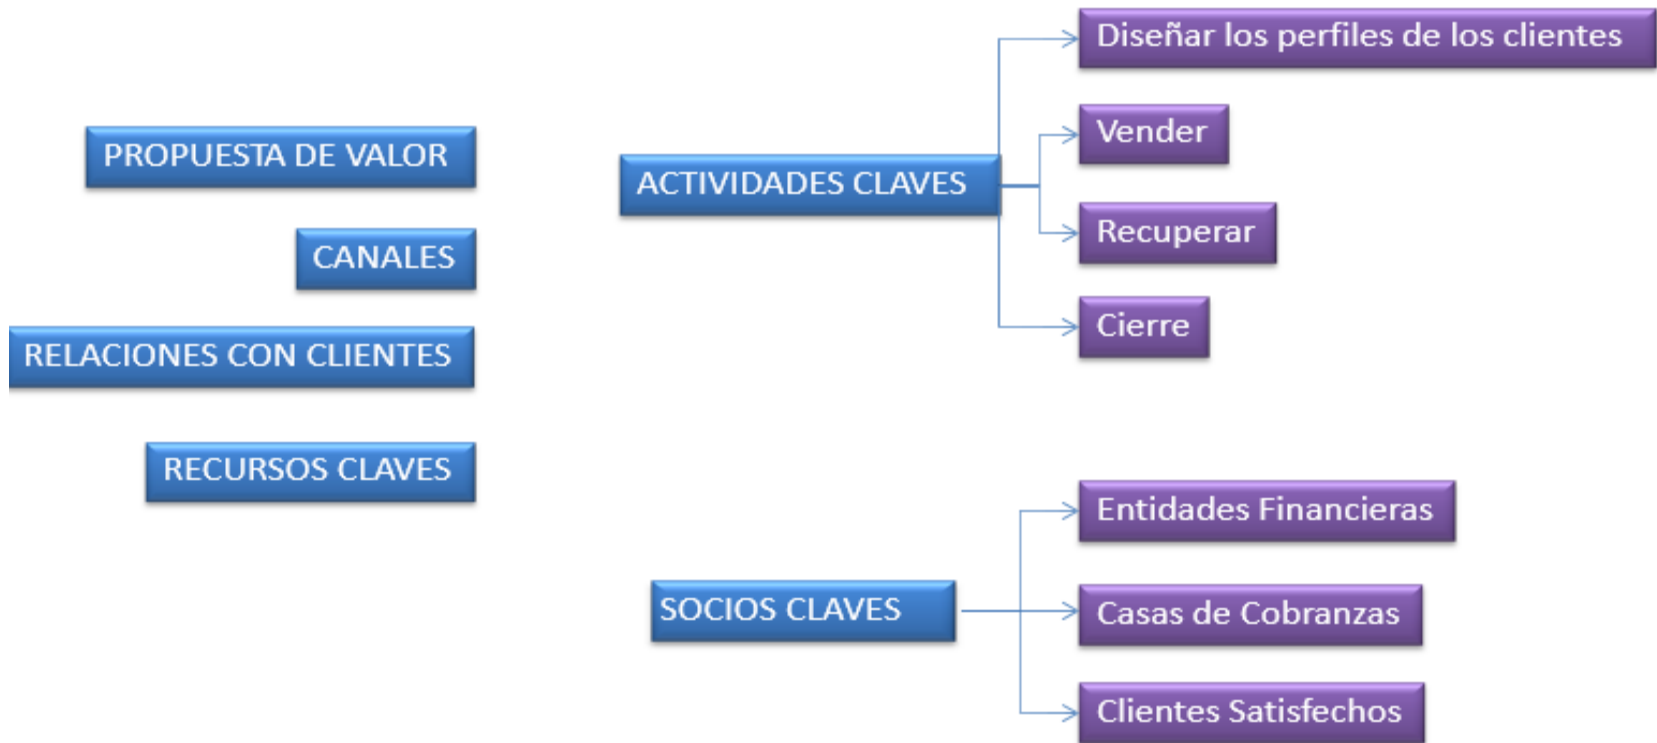 PROPUESTA DE VALOR
CANALES
RELACIONES CON CLIENTES
RECURSOS CLAVES
ACTIVIDADES CLAVES
Diseñar los perfiles de los clientes
Vender
Recuperar
Cierre
SOCIOS CLAVES
Entidades Financieras
Casas de Cobranzas
Clientes Satisfechos